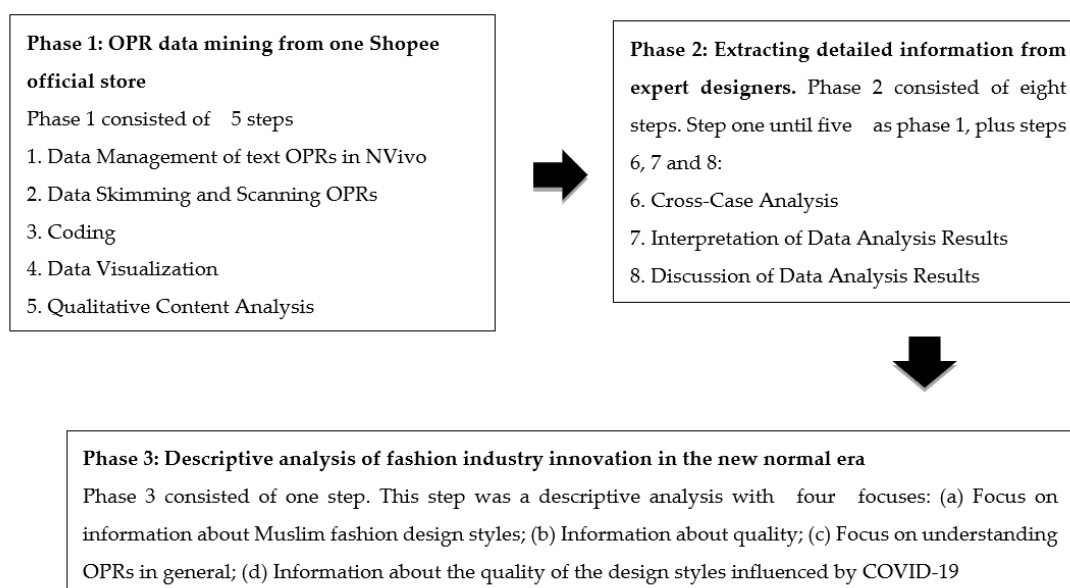 Phase 1: OPR data mining from one Shopee
official store
Phase 1 consisted of 5 steps
1. Data Management of text OPRs in NVivo
2. Data Skimming and Scanning OPRs
3. Coding
4. Data Visualization
5. Qualitative Content Analysis
Phase 2: Extracting detailed information from
expert designers. Phase 2 consisted of eight
steps. Step one until five as phase 1, plus steps
6, 7 and 8:
6. Cross-Case Analysis
7. Interpretation of Data Analysis Results
8. Discussion of Data Analysis Results
Phase 3: Descriptive analysis of fashion industry innovation in the new normal era
Phase 3 consisted of one step. This step was a descriptive analysis with four focuses: (a) Focus on
information about Muslim fashion design styles; (b) Information about quality; (c) Focus on understanding
OPRs in general; (d) Information about the quality of the design styles influenced by COVID-19